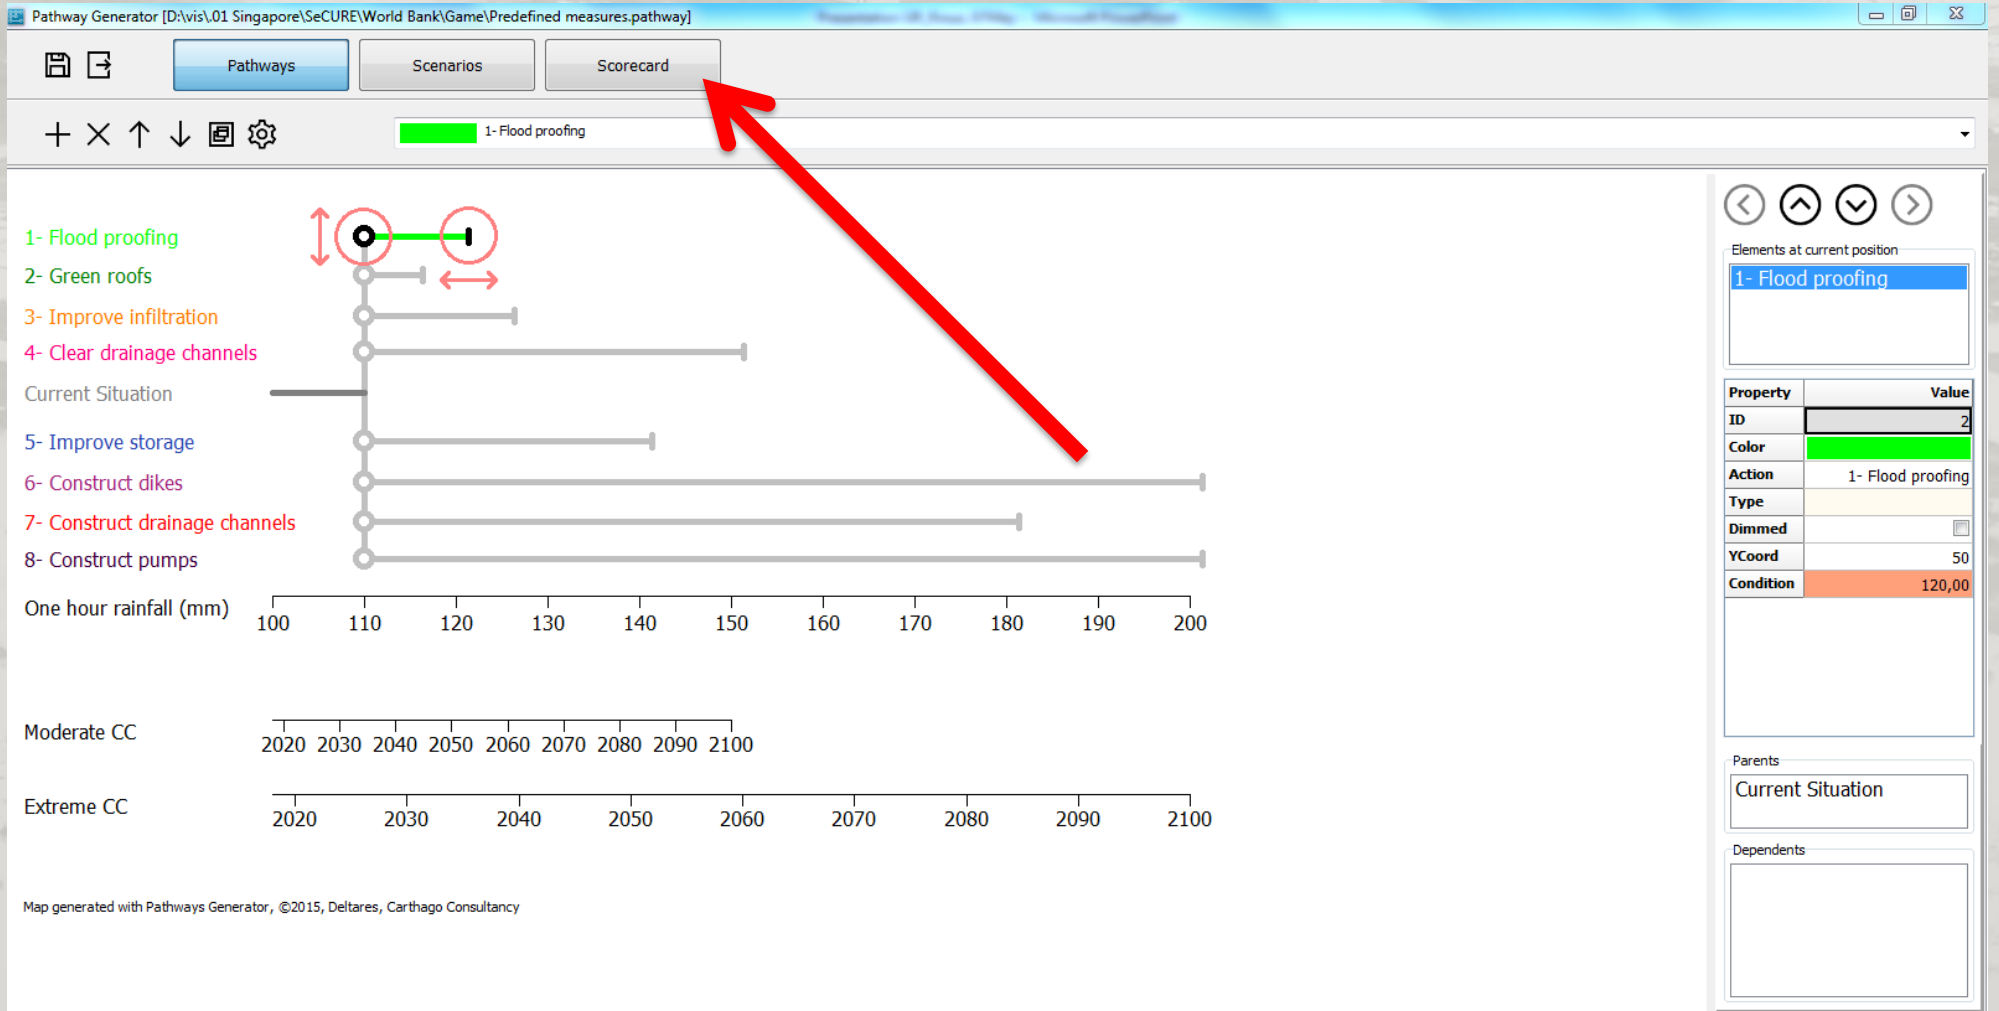 Pathway Generator [D:\vis\.01 Singapore\SeCURE\World Bank\Game\Predefined measures.pathway]
Pathways
Scenarios
Scorecard
1- Flood proofing
1- Flood proofing
2- Green roofs
3- Improve infiltration
4- Clear drainage channels
Current Situation
5- Improve storage
6- Construct dikes
7- Construct drainage channels
8- Construct pumps
One hour rainfall (mm)
100 110 120 130 140 150 160 170 180 190 200
Moderate CC
2020 2030 2040 2050 2060 2070 2080 2090 2100
Extreme CC
2020 2030 2040 2050 2060 2070 2080 2090 2100
Map generated with Pathways Generator, ©2015, Deltares, Carthago Consultancy
Elements at current position
1- Flood proofing
Property Value
ID 2
Color
Action 1- Flood proofing
Type
Dimmed
YCoord 50
Condition 120,00
Parents
Current Situation
Dependents